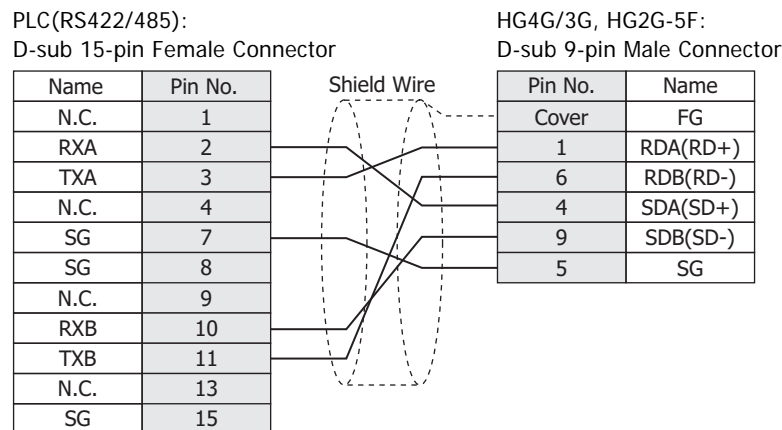 PLC(RS422/485):
D-sub 15-pin Female Connector
HG4G/3G, HG2G-5F:
D-sub 9-pin Male Connector
Name Pin No.
N.C. 1
RXA 2
TXA 3
N.C. 4
SG 7
SG 8
N.C. 9
RXB 10
TXB 11
N.C. 13
SG 15
Shield Wire
Pin No. Name
Cover FG
1 RDA(RD+)
6 RDB(RD-)
4 SDA(SD+)
9 SDB(SD-)
5 SG